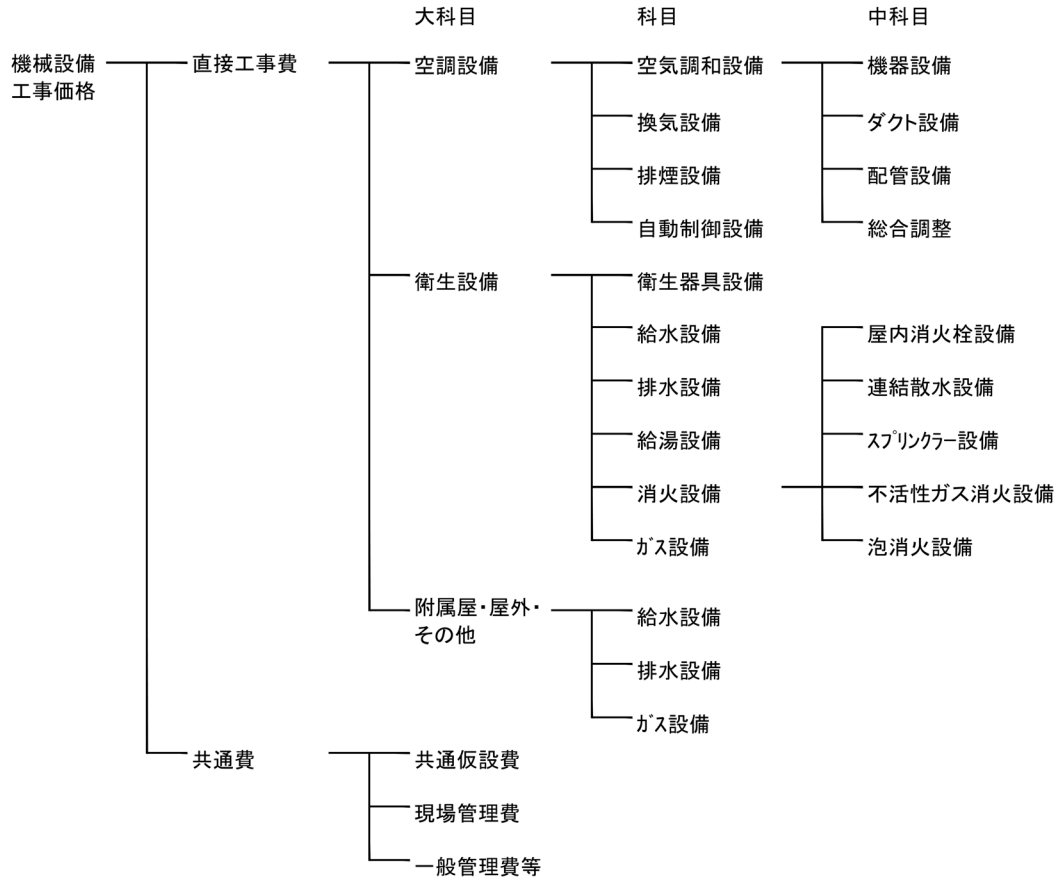 大科目
科目
中科目
機械設備
工事価格
直接工事費
空調設備
空気調和設備
機器設備
換気設備
ダクト設備
排煙設備
配管設備
自動制御設備
総合調整
衛生設備
衛生器具設備
給水設備
屋内消火栓設備
排水設備
連結散水設備
給湯設備
ｽﾌﾟﾘﾝｸﾗｰ設備
消火設備
不活性ガス消火設備
ｶﾞｽ設備
泡消火設備
附属屋・屋外・
その他
給水設備
排水設備
ｶﾞｽ設備
共通費
共通仮設費
現場管理費
一般管理費等